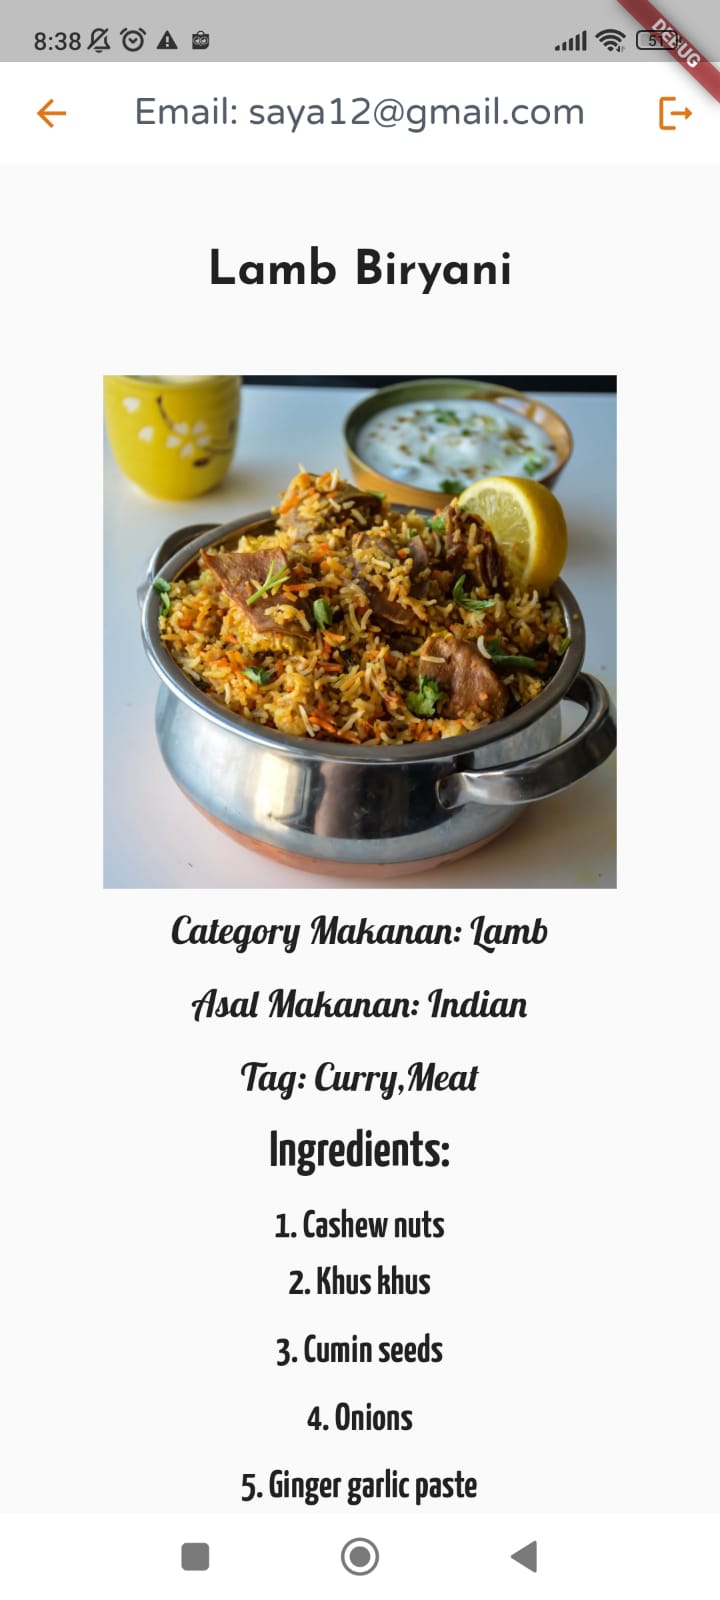 8:38
51
DEBUG
Email: saya12@gmail.com
Lamb Biryani
Category Makanan: Lamb
Asal Makanan: Indian
Tag: Curry,Meat
Ingredients:
1. Cashew nuts
2. Khus khus
3. Cumin seeds
4. Onions
5. Ginger garlic paste